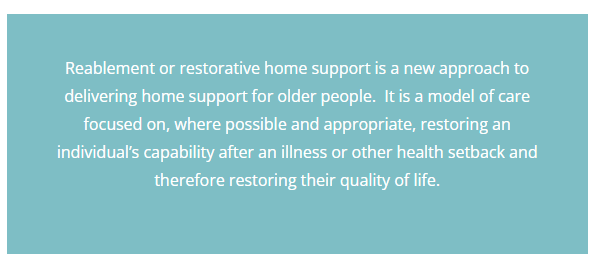 Reablement or restorative home support is a new approach to
delivering home support for older people.  It is a model of care
focused on, where possible and appropriate, restoring an
individual’s capability after an illness or other health setback and
therefore restoring their quality of life.